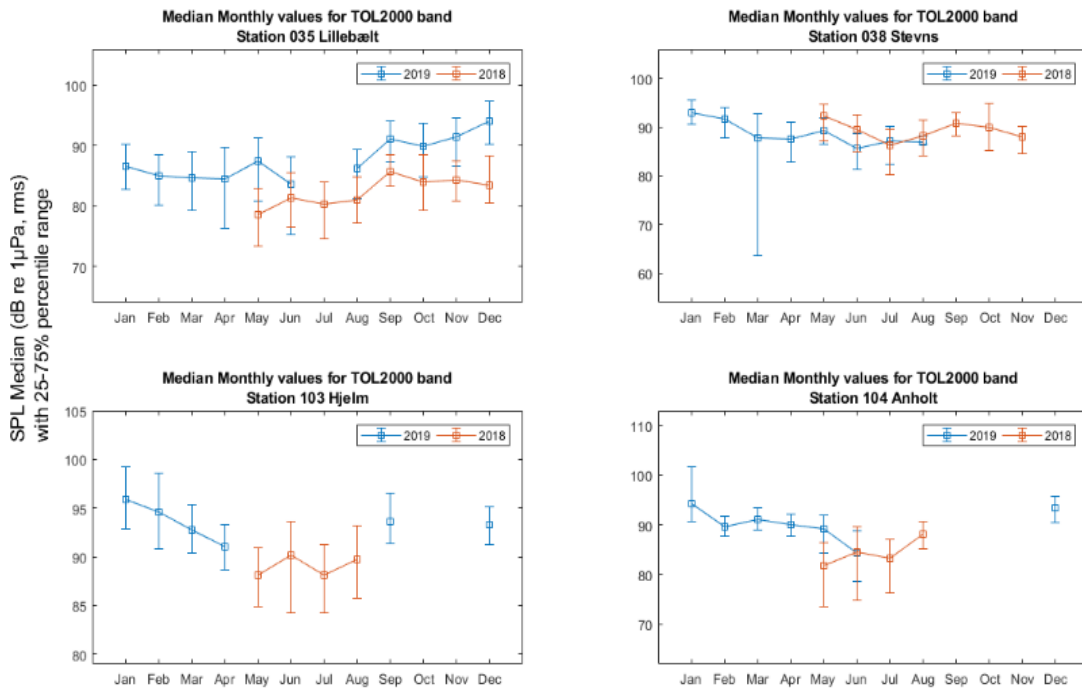 SPL Median (dB re 1µPa, rms)
with 25-75% percentile range
Median Monthly values for TOL2000 band
Station 035 Lillebælt
2019 2018
100
90
80
70
Jan Feb Mar Apr May Jun Jul Aug Sep Oct Nov Dec
Median Monthly values for TOL2000 band
Station 038 Stevns
2019 2018
100
90
80
70
60
Jan Feb Mar Apr May Jun Jul Aug Sep Oct Nov Dec
Median Monthly values for TOL2000 band
Station 103 Hjelm
2019 2018
105
100
95
90
85
80
Jan Feb Mar Apr May Jun Jul Aug Sep Oct Nov Dec
Median Monthly values for TOL2000 band
Station 104 Anholt
2019 2018
110
100
90
80
70
Jan Feb Mar Apr May Jun Jul Aug Sep Oct Nov Dec